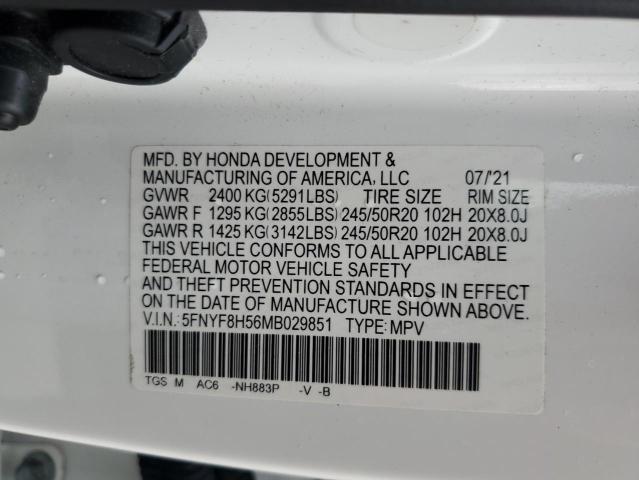 MFD. BY HONDA DEVELOPMENT &
MANUFACTURING OF AMERICA, LLC 07/'21
GVWR 2400 KG(5291LBS) TIRE SIZE RIM SIZE
GAWR F 1295 KG(2855LBS) 245/50R20 102H 20X8.0J
GAWR R 1425 KG(3142LBS) 245/50R20 102H 20X8.0J
THIS VEHICLE CONFORMS TO ALL APPLICABLE
FEDERAL MOTOR VEHICLE SAFETY
AND THEFT PREVENTION STANDARDS IN EFFECT
ON THE DATE OF MANUFACTURE SHOWN ABOVE.
V.I.N.: 5FNYF8H56MB029851 TYPE: MPV
TGS M AC6 -NH883P -V -B